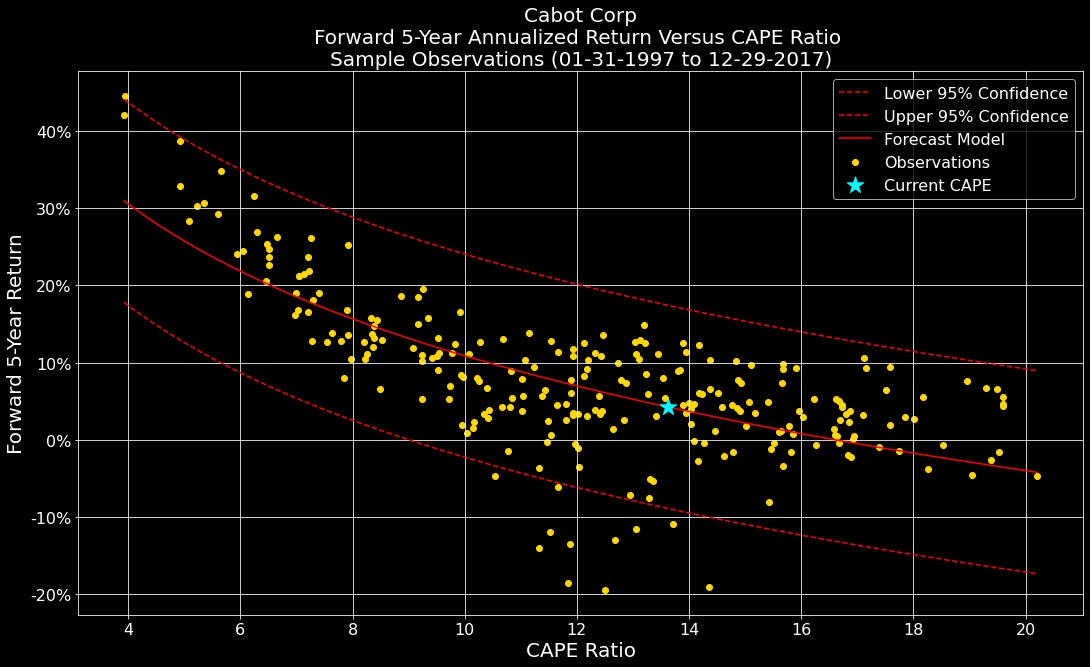 Cabot Corp
Forward 5-Year Annualized Return Versus CAPE Ratio
Sample Observations (01-31-1997 to 12-29-2017)
Lower 95% Confidence
Upper 95% Confidence
Forecast Model
Observations
Current CAPE
Forward 5-Year Return
40%
30%
20%
10%
0%
-10%
-20%
4 6 8 10 12 14 16 18 20
CAPE Ratio